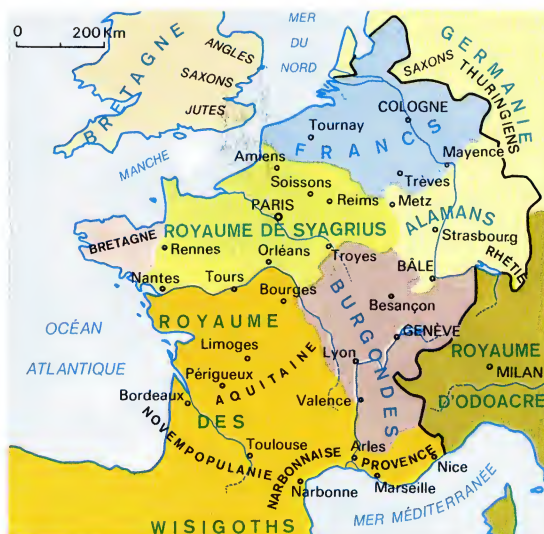 0 200 Km
MER
DU
NORD
GERMANIE
SAXONS
THURINGIENS
BRETAGNE
ANGLES
SAXONS
JUTES
COLOGNE
Tournay
FRANCS
MANCHE
Amiens
Mayence
Soissons
Trèves
PARIS
Reims
Metz
ALAMANS
BRETAGNE
ROYAUME DE SYAGRIUS
Strasbourg
Rennes
Orléans
Troyes
RHÉTIE
BÂLE
Nantes
Tours
Bourges
BURGONDES
Besançon
OCÉAN
ATLANTIQUE
ROYAUME
GENÈVE
Limoges
Lyon
ROYAUME
MILAN
Périgueux
AQUITAINE
Bordeaux
Valence
D'ODOACRE
DES
NOVEMPOPULANIE
Toulouse
NARBONNAISE
Arles
PROVENCE
Nice
Narbonne
Marseille
MER MÉDITERRANÉE
WISIGOTHS